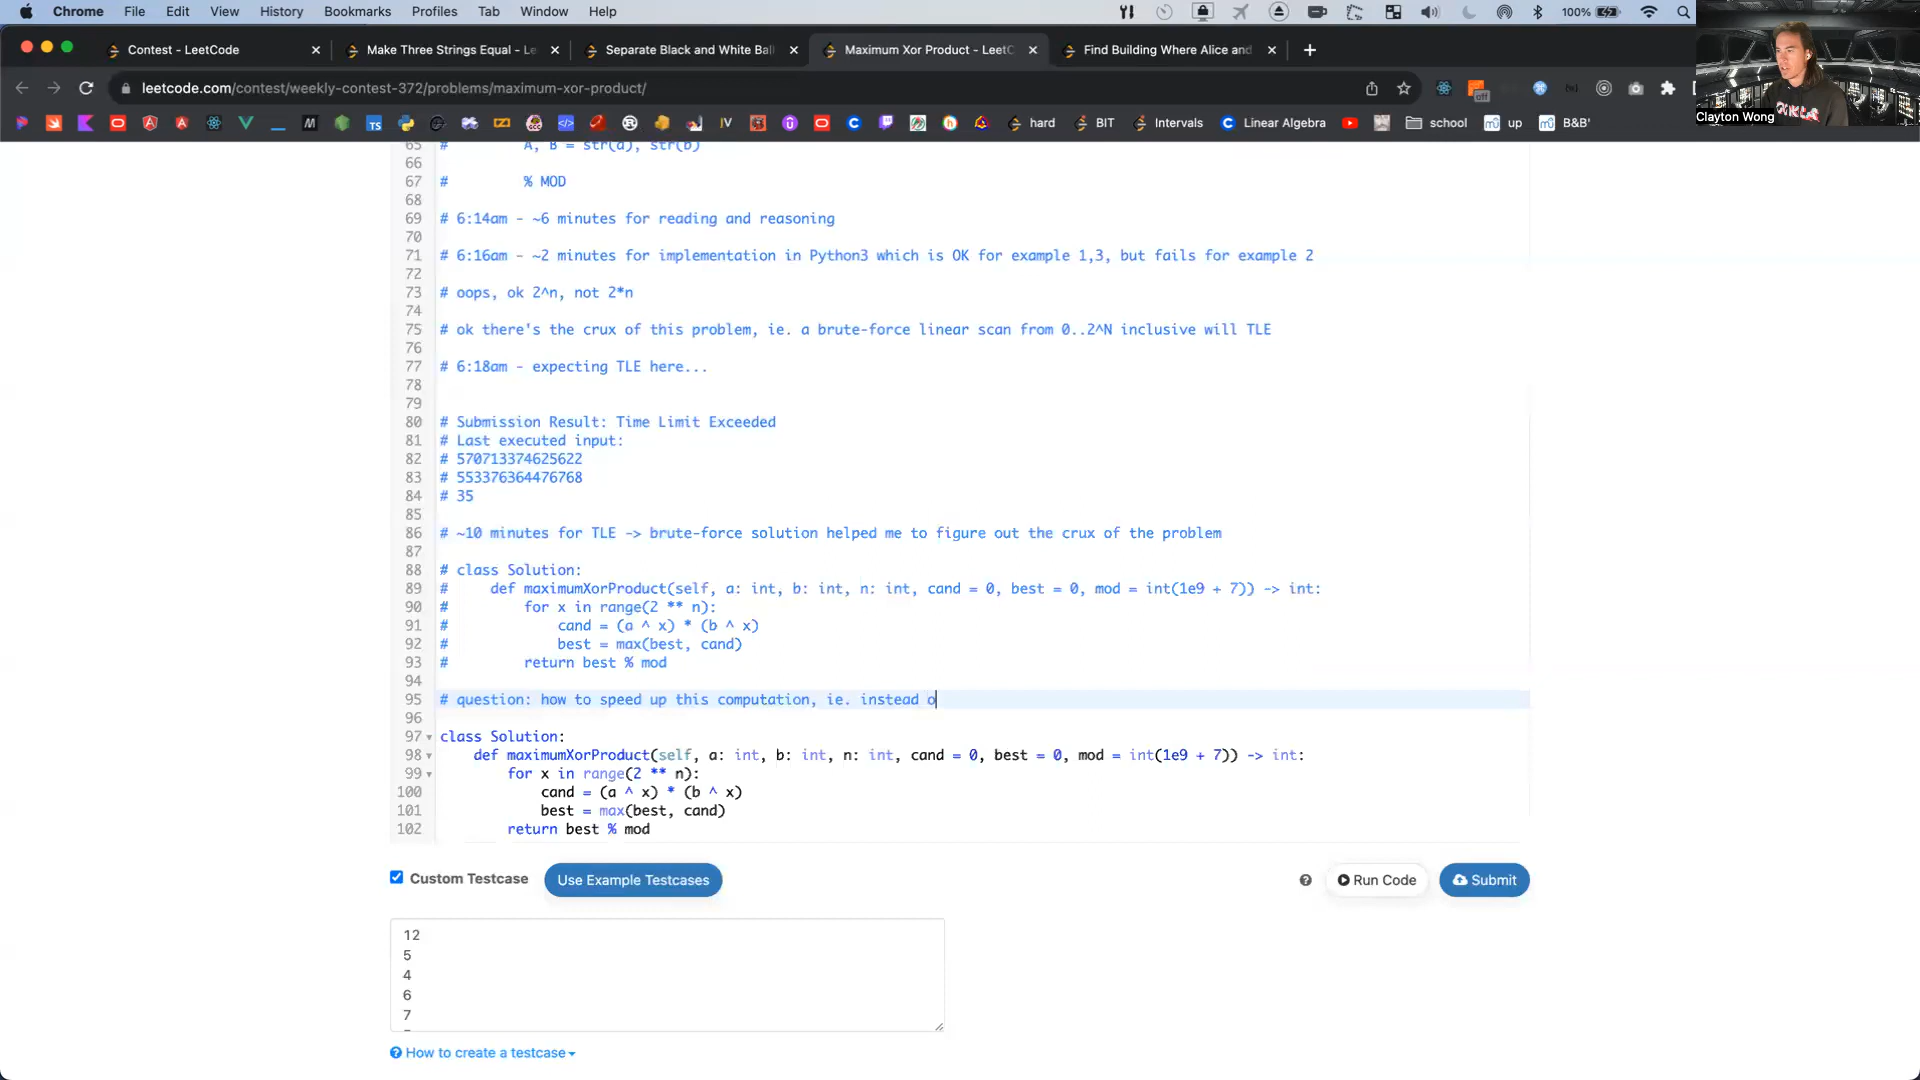 Chrome File Edit View History Bookmarks Profiles Tab Window Help 100%
Contest - LeetCode
Make Three Strings Equal - Le
Separate Black and White Ball
Maximum Xor Product - LeetC
Find Building Where Alice and
leetcode.com/contest/weekly-contest-372/problems/maximum-xor-product/
off
Clayton Wong
hard BIT Intervals Linear Algebra school up B&B'
65 # A, B = str(a), str(b)
66
67 # % MOD
68
69 # 6:14am - ~6 minutes for reading and reasoning
70
71 # 6:16am - ~2 minutes for implementation in Python3 which is OK for example 1,3, but fails for example 2
72
73 # oops, ok 2^n, not 2*n
74
75 # ok there's the crux of this problem, ie. a brute-force linear scan from 0..2^N inclusive will TLE
76
77 # 6:18am - expecting TLE here...
78
79
80 # Submission Result: Time Limit Exceeded
81 # Last executed input:
82 # 570713374625622
83 # 553376364476768
84 # 35
85
86 # ~10 minutes for TLE -> brute-force solution helped me to figure out the crux of the problem
87
88 # class Solution:
89 # def maximumXorProduct(self, a: int, b: int, n: int, cand = 0, best = 0, mod = int(1e9 + 7)) -> int:
90 # for x in range(2 ** n):
91 # cand = (a ^ x) * (b ^ x)
92 # best = max(best, cand)
93 # return best % mod
94
95 # question: how to speed up this computation, ie. instead o
96
97 class Solution:
98 def maximumXorProduct(self, a: int, b: int, n: int, cand = 0, best = 0, mod = int(1e9 + 7)) -> int:
99 for x in range(2 ** n):
100 cand = (a ^ x) * (b ^ x)
101 best = max(best, cand)
102 return best % mod
Custom Testcase Use Example Testcases Run Code Submit
12
5
4
6
7
How to create a testcase